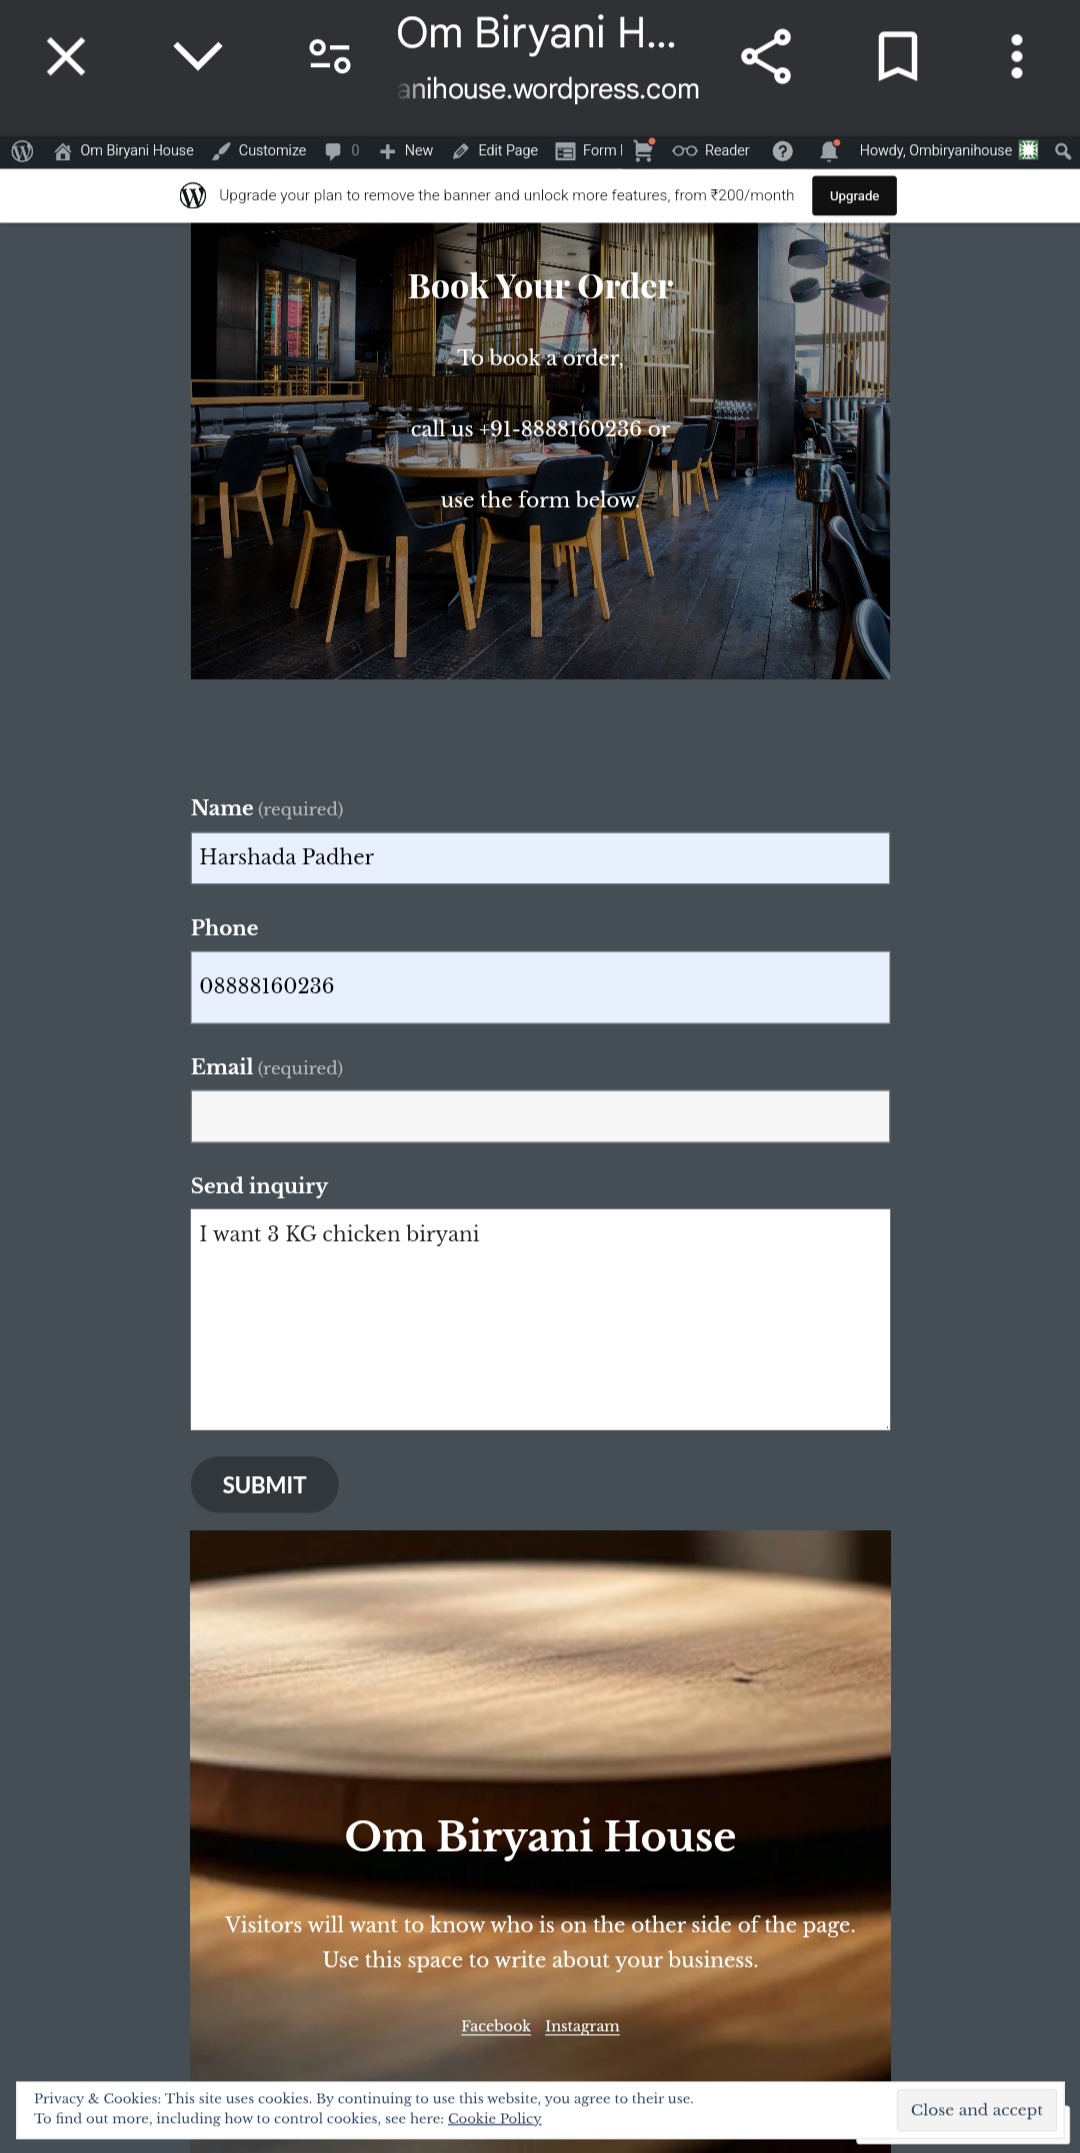 Om Biryani H...
anihouse.wordpress.com
Om Biryani House Customize 0 New Edit Page Form Reader Howdy, Ombiryanihouse
Upgrade your plan to remove the banner and unlock more features, from ₹200/month Upgrade
Book Your Order
To book a order,
call us +91-8888160236 or
use the form below.
Name (required)
Harshada Padher
Phone
08888160236
Email (required)
Send inquiry
I want 3 KG chicken biryani
SUBMIT
Om Biryani House
Visitors will want to know who is on the other side of the page.
Use this space to write about your business.
Facebook Instagram
Privacy & Cookies: This site uses cookies. By continuing to use this website, you agree to their use.
To find out more, including how to control cookies, see here: Cookie Policy
Close and accept